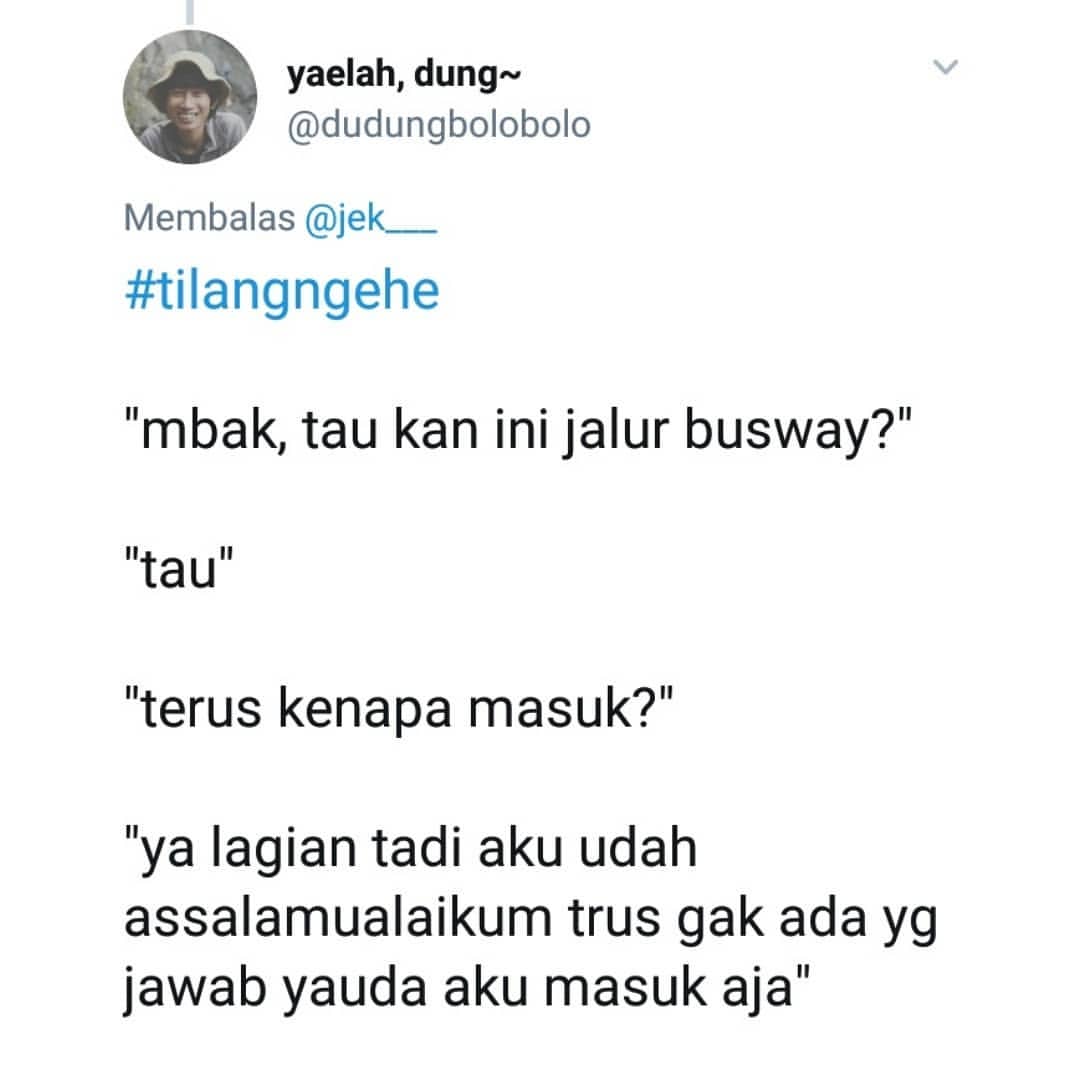 yaelah, dung~
@dudungbolobolo
Membalas @jek___
#tilangngehe
"mbak, tau kan ini jalur busway?"
"tau"
"terus kenapa masuk?"
"ya lagian tadi aku udah
assalamualaikum trus gak ada yg
jawab yauda aku masuk aja"